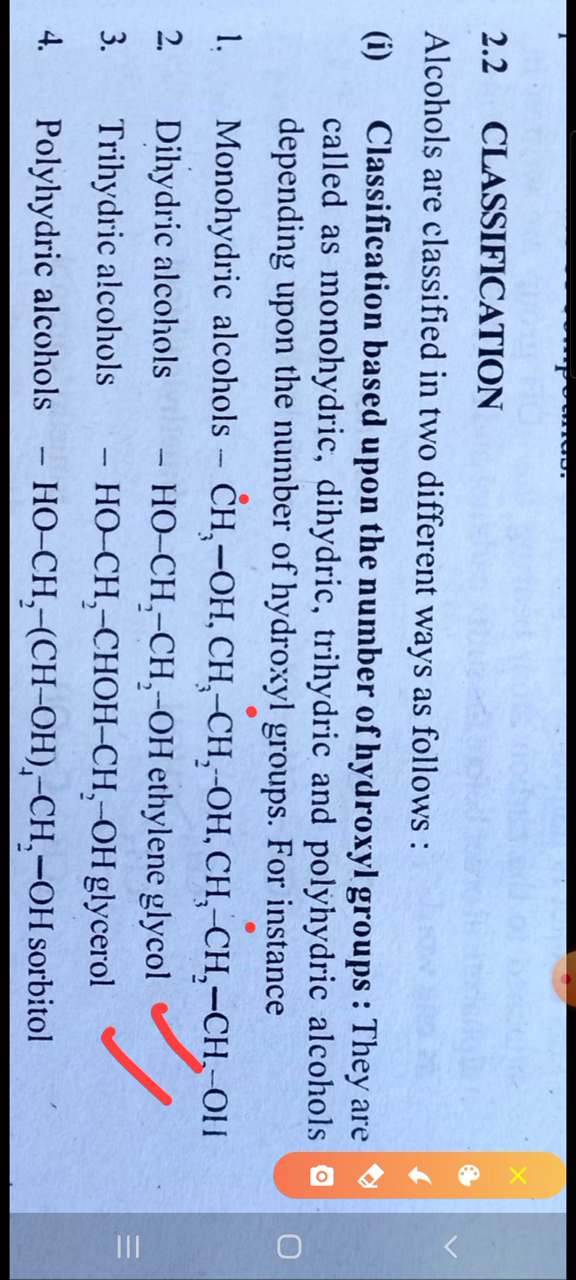 2.2 CLASSIFICATION
Alcohols are classified in two different ways as follows :
(i) Classification based upon the number of hydroxyl groups : They are
called as monohydric, dihydric, trihydric and polyhydric alcohols
depending upon the number of hydroxyl groups. For instance
1. Monohydric alcohols – CH₃–OH, CH₃–CH₂–OH, CH₃–CH₂–CH₂–OH
2. Dihydric alcohols – HO–CH₂–CH₂–OH ethylene glycol
3. Trihydric alcohols – HO–CH₂–CHOH–CH₂–OH glycerol
4. Polyhydric alcohols – HO–CH₂–(CH–OH)₄–CH₂–OH sorbitol